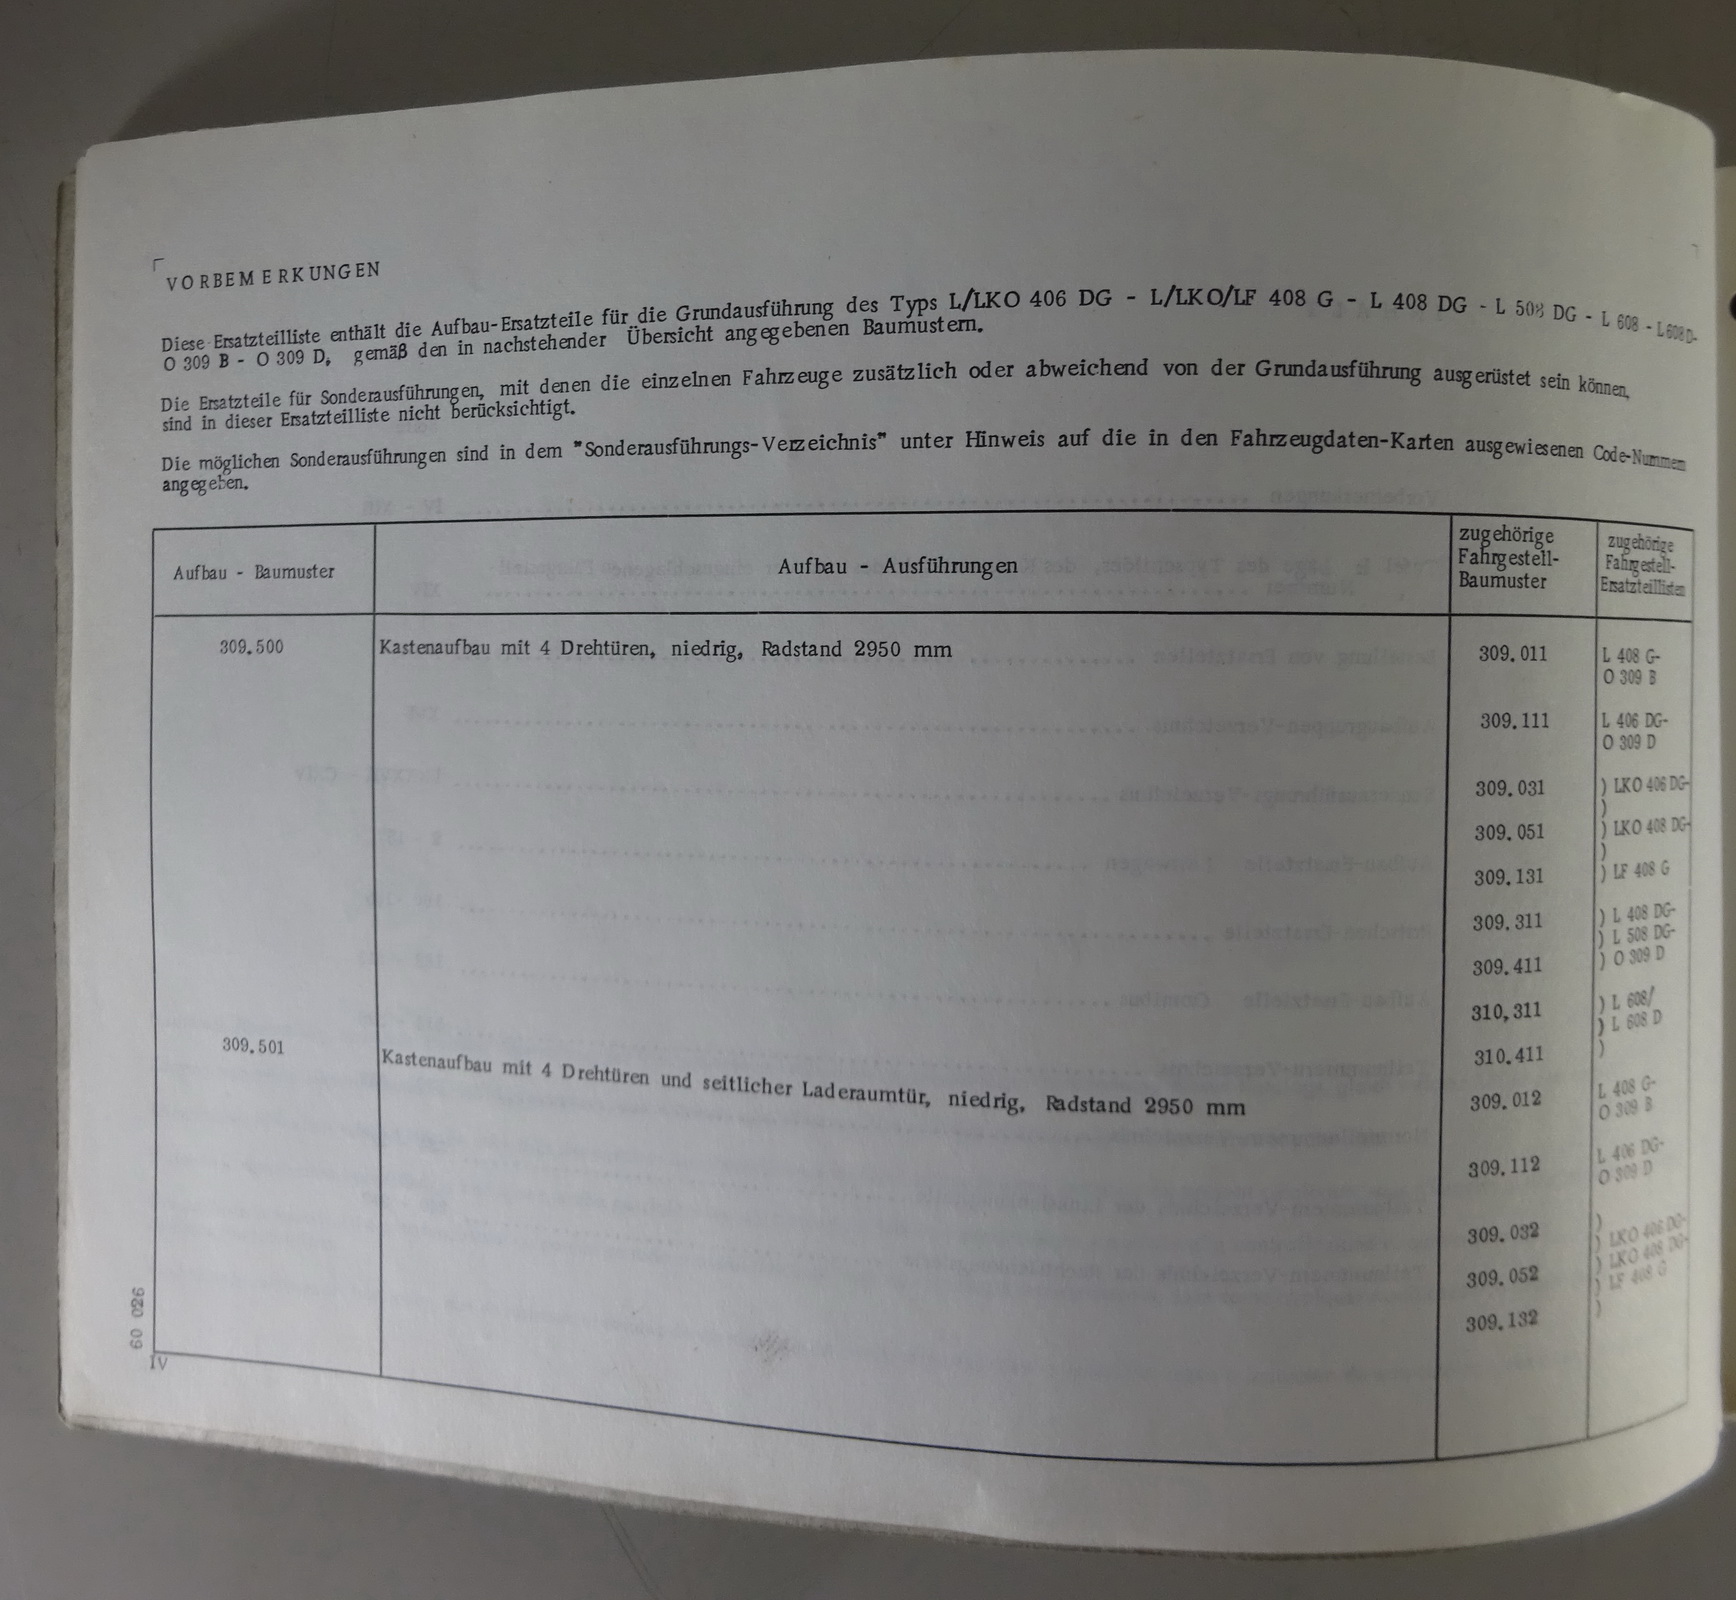 VORBEMERKUNGEN
Diese Ersatzteilliste enthält die Aufbau-Ersatzteile für die Grundausführung des Typs L/LKO 406 DG - L/LKO/LF 408 G - L 408 DG - L 508 DG - L 608 - L608D-
O 309 B - O 309 D, gemäß den in nachstehender Übersicht angegebenen Baumustern.
Die Ersatzteile für Sonderausführungen, mit denen die einzelnen Fahrzeuge zusätzlich oder abweichend von der Grundausführung ausgerüstet sein können,
sind in dieser Ersatzteilliste nicht berücksichtigt.
Die möglichen Sonderausführungen sind in dem "Sonderausführungs-Verzeichnis" unter Hinweis auf die in den Fahrzeugdaten-Karten ausgewiesenen Code-Nummern
angegeben.
Aufbau - Baumuster
Aufbau - Ausführungen
zugehörige
Fahrgestell-
Baumuster
zugehörige
Fahrgestell-
Ersatzteillisten
309.500 Kastenaufbau mit 4 Drehtüren, niedrig, Radstand 2950 mm 309.011 L 408 G-
O 309 B
309.111 L 406 DG-
O 309 D
309.031 ) LKO 406 DG-
)
309.051 ) LKO 408 DG-
)
309.131 ) LF 408 G
309.311 ) L 408 DG-
) L 508 DG-
309.411 ) O 309 D
310,311 ) L 608/
) L 608 D
310.411 )
309.501 Kastenaufbau mit 4 Drehtüren und seitlicher Laderaumtür, niedrig, Radstand 2950 mm 309.012 L 408 G-
O 309 B
309.112 L 406 DG-
O 309 D
)
309.032 ) LKO 406 DG-
) LKO 408 DG-
309.052 ) LF 408 G
309.132 )
60 026
IV